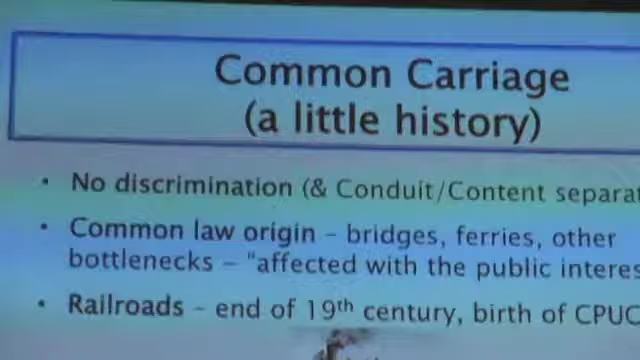 Common Carriage
(a little history)
• No discrimination (& Conduit/Content separat
• Common law origin – bridges, ferries, other
bottlenecks – "affected with the public interes
• Railroads – end of 19th century, birth of CPUC